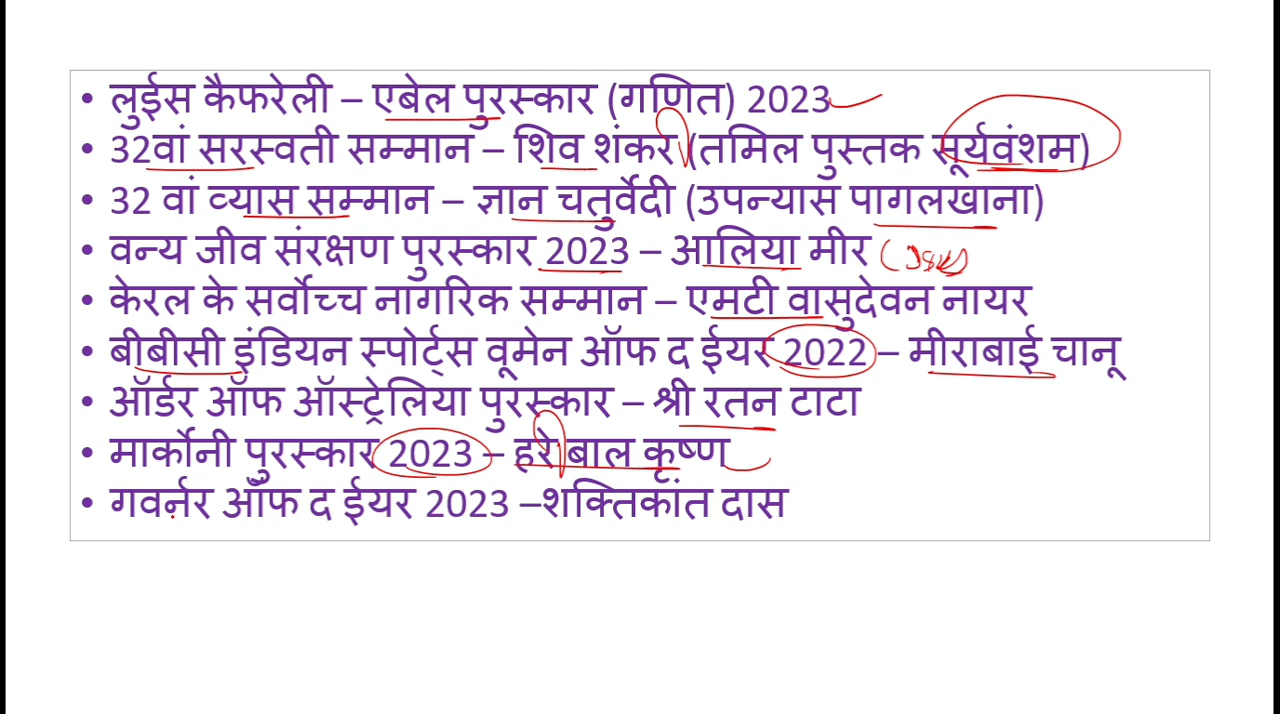 • लुईस कैफरेली – एबेल पुरस्कार (गणित) 2023
• 32वां सरस्वती सम्मान – शिव शंकर (तमिल पुस्तक सूर्यवंशम)
• 32 वां व्यास सम्मान – ज्ञान चतुर्वेदी (उपन्यास पागलखाना)
• वन्य जीव संरक्षण पुरस्कार 2023 – आलिया मीर
• केरल के सर्वोच्च नागरिक सम्मान – एमटी वासुदेवन नायर
• बीबीसी इंडियन स्पोर्ट्स वूमेन ऑफ द ईयर 2022 – मीराबाई चानू
• ऑर्डर ऑफ ऑस्ट्रेलिया पुरस्कार – श्री रतन टाटा
• मार्कोनी पुरस्कार 2023 – हरे बाल कृष्ण
• गवर्नर ऑफ द ईयर 2023 –शक्तिकांत दास